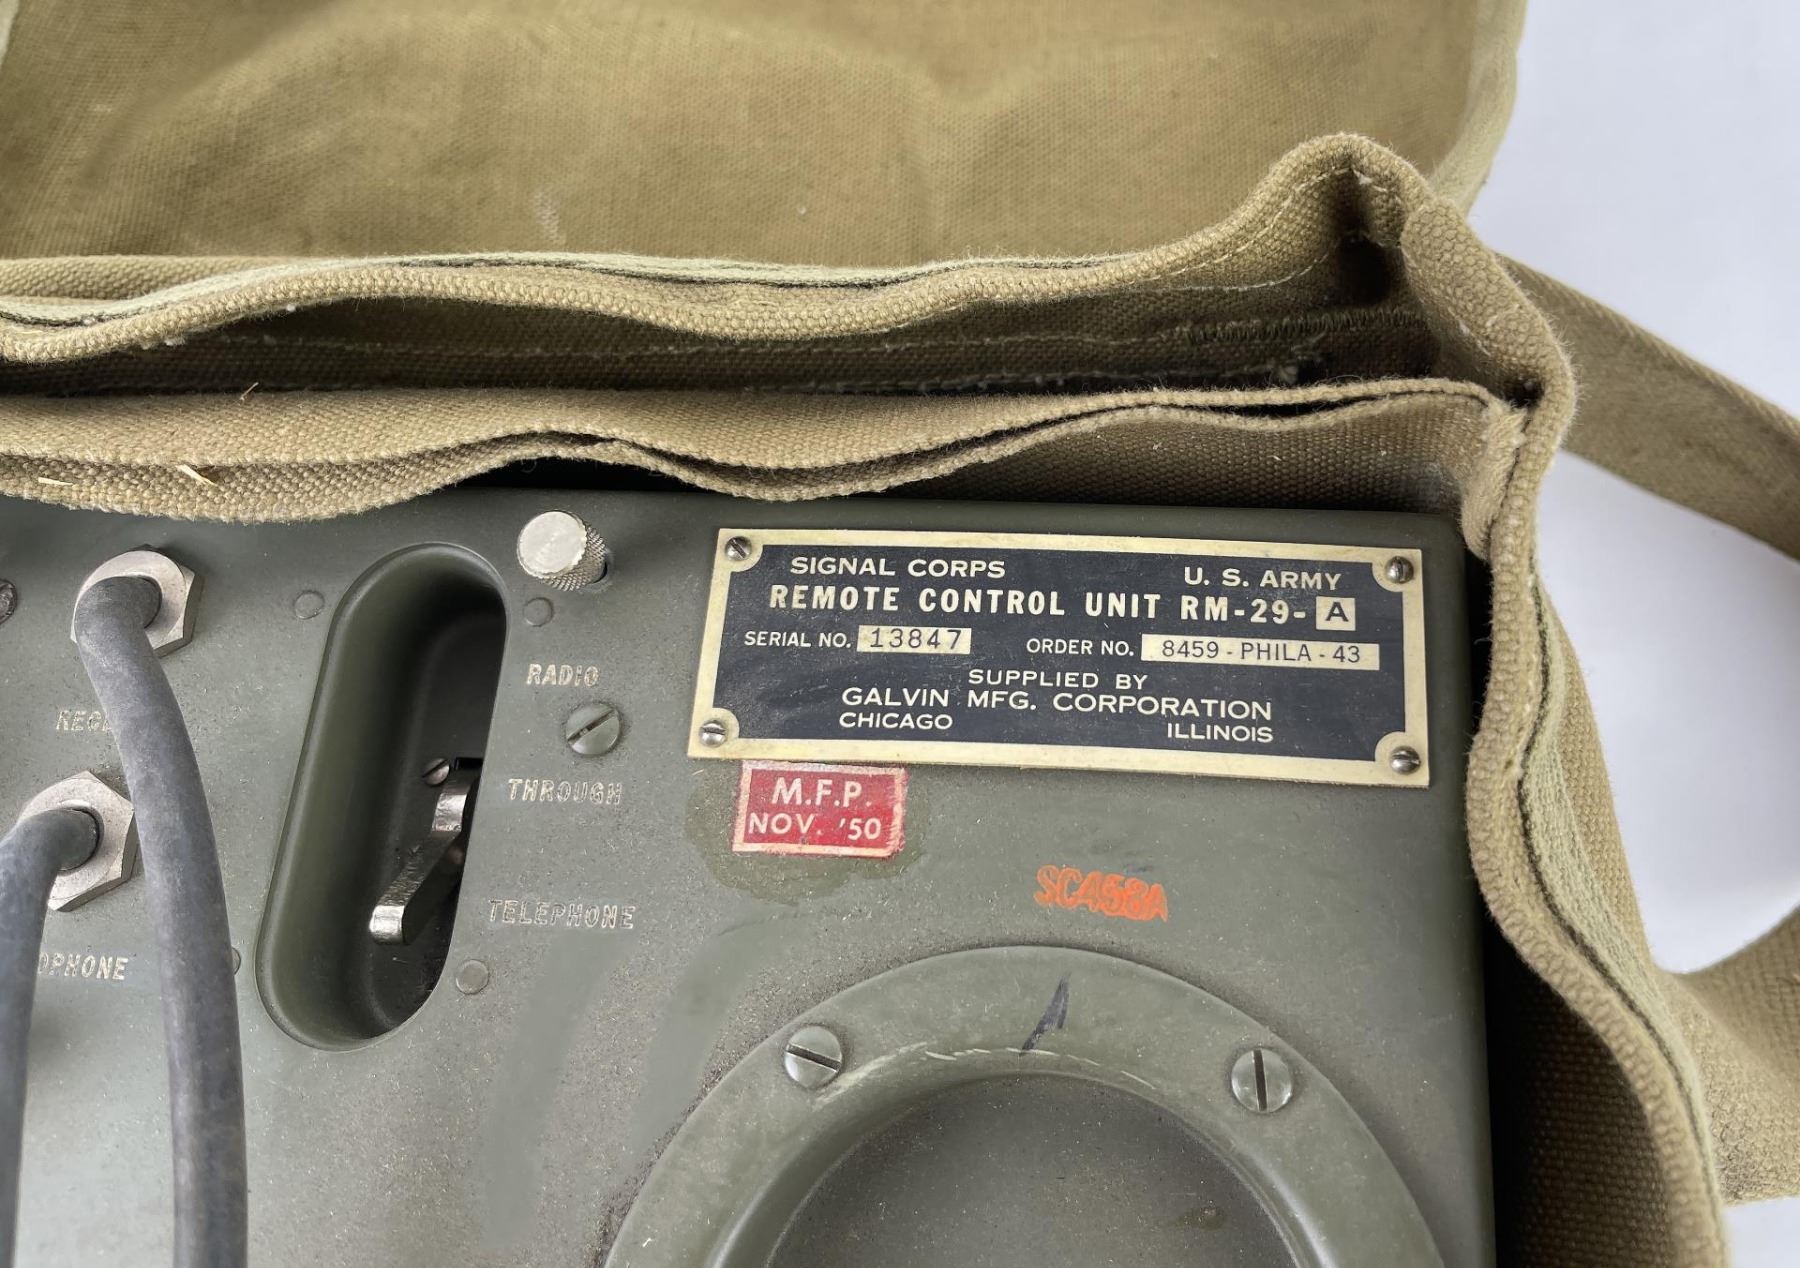 SIGNAL CORPS U. S. ARMY
REMOTE CONTROL UNIT RM-29-A
SERIAL NO. 13847 ORDER NO. 8459-PHILA-43
SUPPLIED BY
GALVIN MFG. CORPORATION
CHICAGO ILLINOIS
M.F.P.
NOV. '50
SC458A
RADIO
THROUGH
TELEPHONE